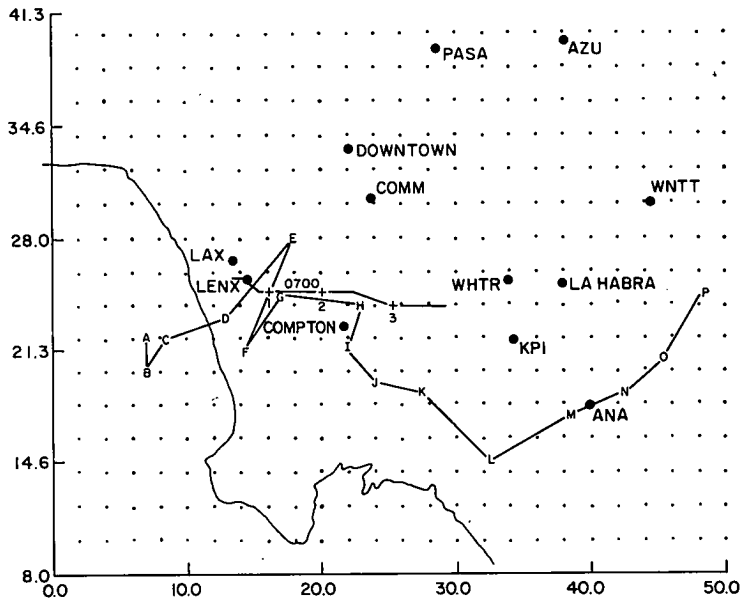 41.3
PASA
AZU
34.6
DOWNTOWN
COMM
WNTT
28.0
E
LAX
LENX
0700
WHTR
LA HABRA
P
1
G
2
H
3
D
COMPTON
A
C
21.3
F
I
KPI
B
O
J
K
N
M
ANA
14.6
L
8.0
0.0 10.0 20.0 30.0 40.0 50.0